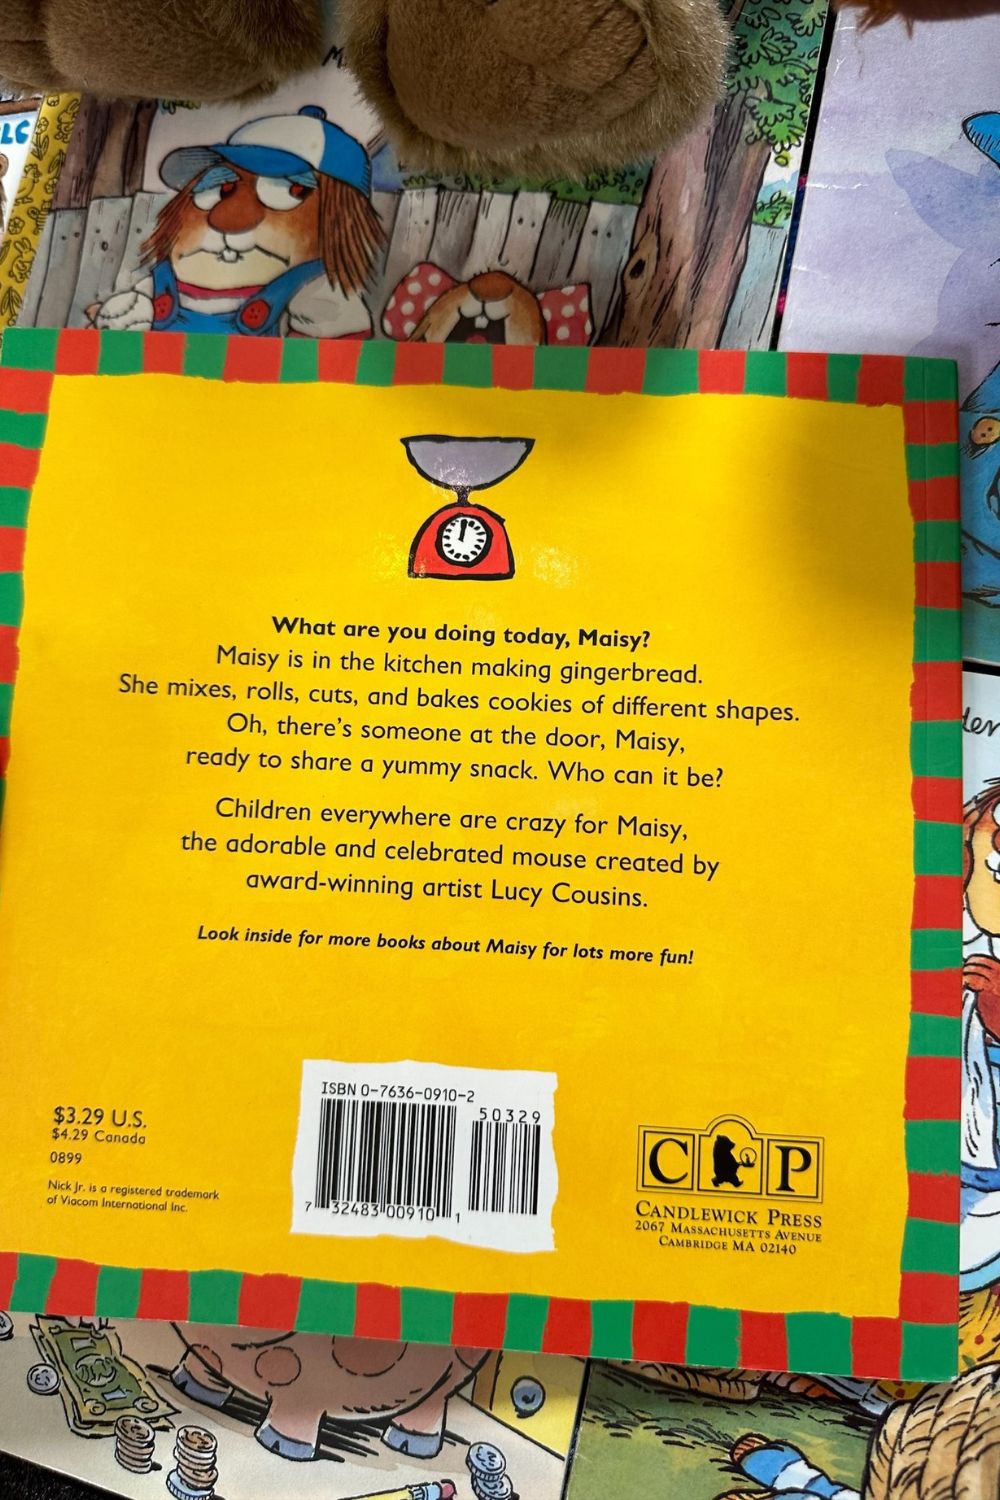 LC
M
What are you doing today, Maisy?
Maisy is in the kitchen making gingerbread.
She mixes, rolls, cuts, and bakes cookies of different shapes.
Oh, there's someone at the door, Maisy,
ready to share a yummy snack. Who can it be?
Children everywhere are crazy for Maisy,
the adorable and celebrated mouse created by
award-winning artist Lucy Cousins.
Look inside for more books about Maisy for lots more fun!
$3.29 U.S.
$4.29 Canada
0899
Nick Jr. is a registered trademark
of Viacom International Inc.
ISBN 0-7636-0910-2
50329
7 32483 00910 1
C P
CANDLEWICK PRESS
2067 MASSACHUSETTS AVENUE
CAMBRIDGE MA 02140